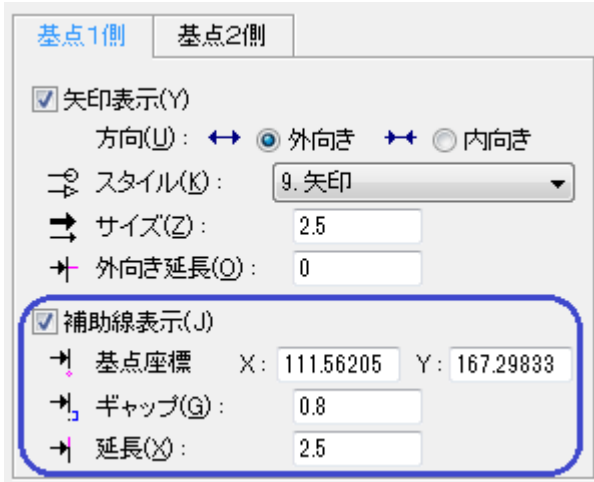 基点1側 基点2側
矢印表示(Y)
方向(U): 外向き 内向き
スタイル(K): 9. 矢印
サイズ(Z): 2.5
外向き延長(O): 0
補助線表示(J)
基点座標 X: 111.56205 Y: 167.29833
ギャップ(G): 0.8
延長(X): 2.5